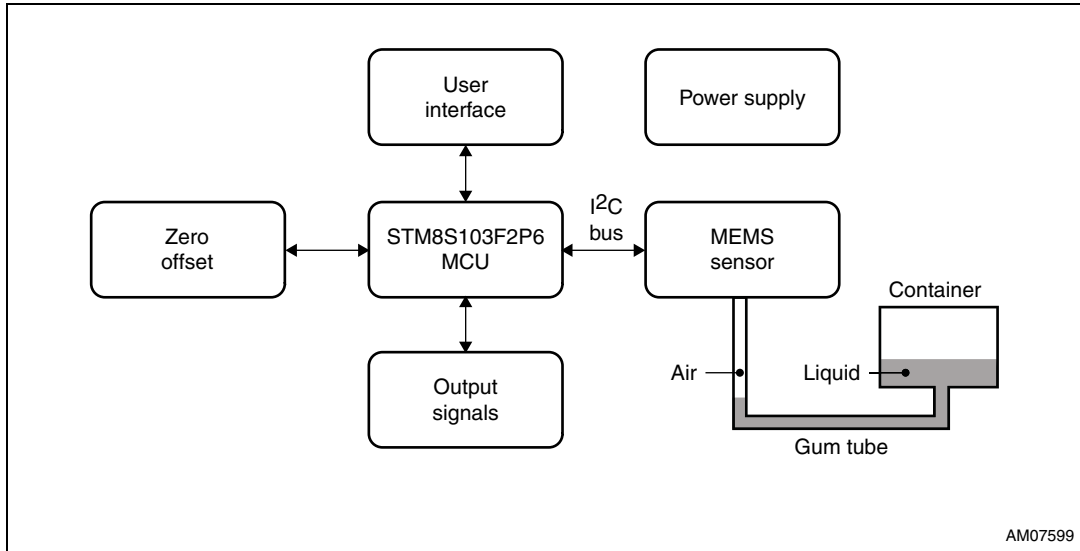 User
interface
Power supply
Zero
offset
STM8S103F2P6
MCU
I²C
bus
MEMS
sensor
Container
Air
Liquid
Output
signals
Gum tube
AM07599